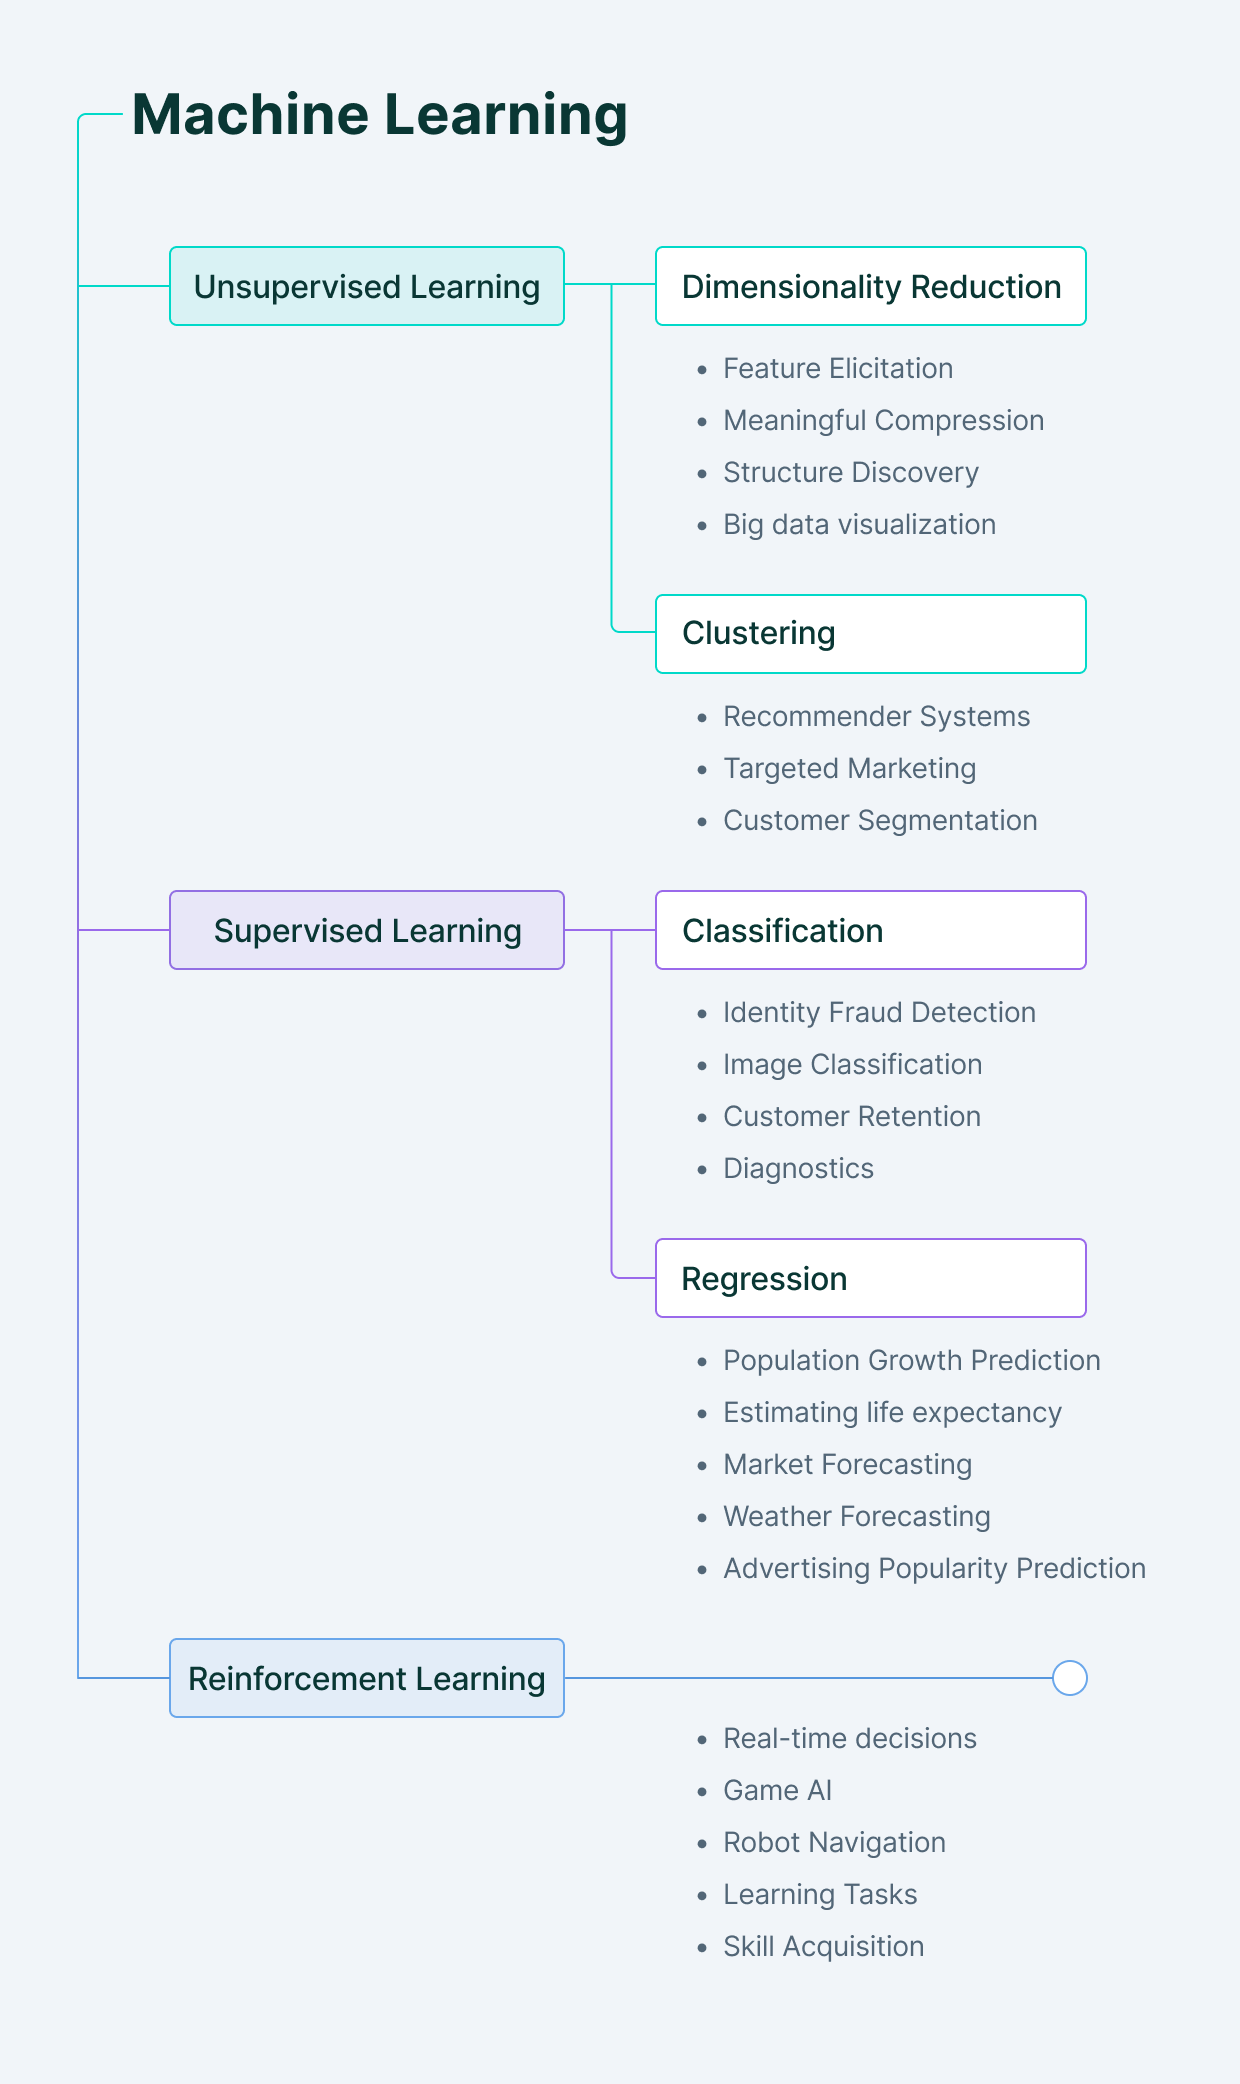 Machine Learning
Unsupervised Learning
Dimensionality Reduction
Feature Elicitation
Meaningful Compression
Structure Discovery
Big data visualization
Clustering
Recommender Systems
Targeted Marketing
Customer Segmentation
Supervised Learning
Classification
Identity Fraud Detection
Image Classification
Customer Retention
Diagnostics
Regression
Population Growth Prediction
Estimating life expectancy
Market Forecasting
Weather Forecasting
Advertising Popularity Prediction
Reinforcement Learning
Real-time decisions
Game AI
Robot Navigation
Learning Tasks
Skill Acquisition